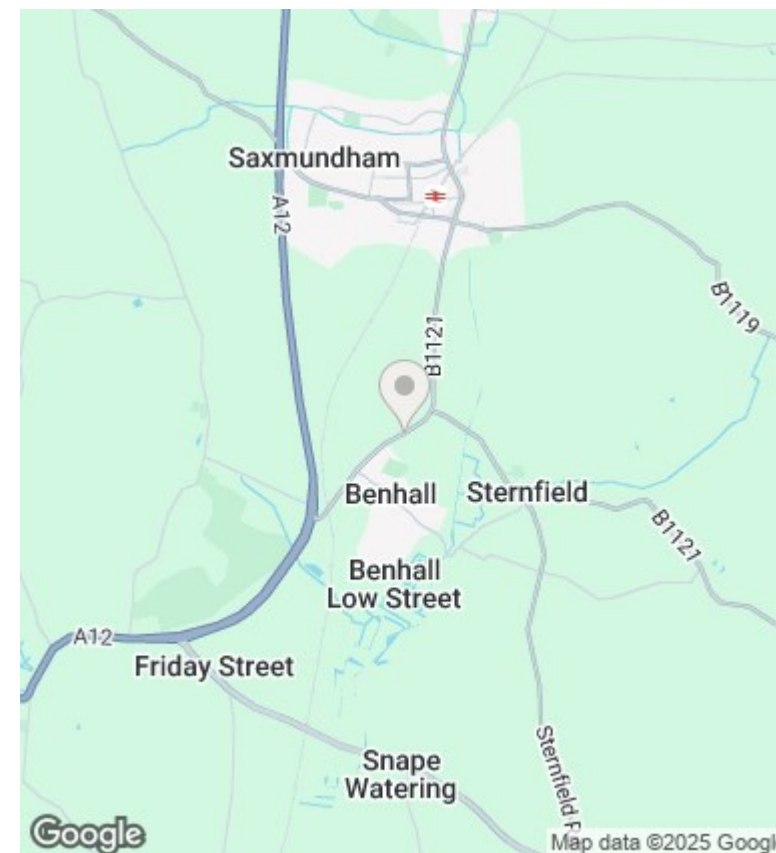 Saxmundham
A12
B1119
B1121
Benhall
Sternfield
B1121
Benhall
Low Street
A12
Friday Street
Snape
Watering
Sternfield R
Google
Map data ©2025 Googl